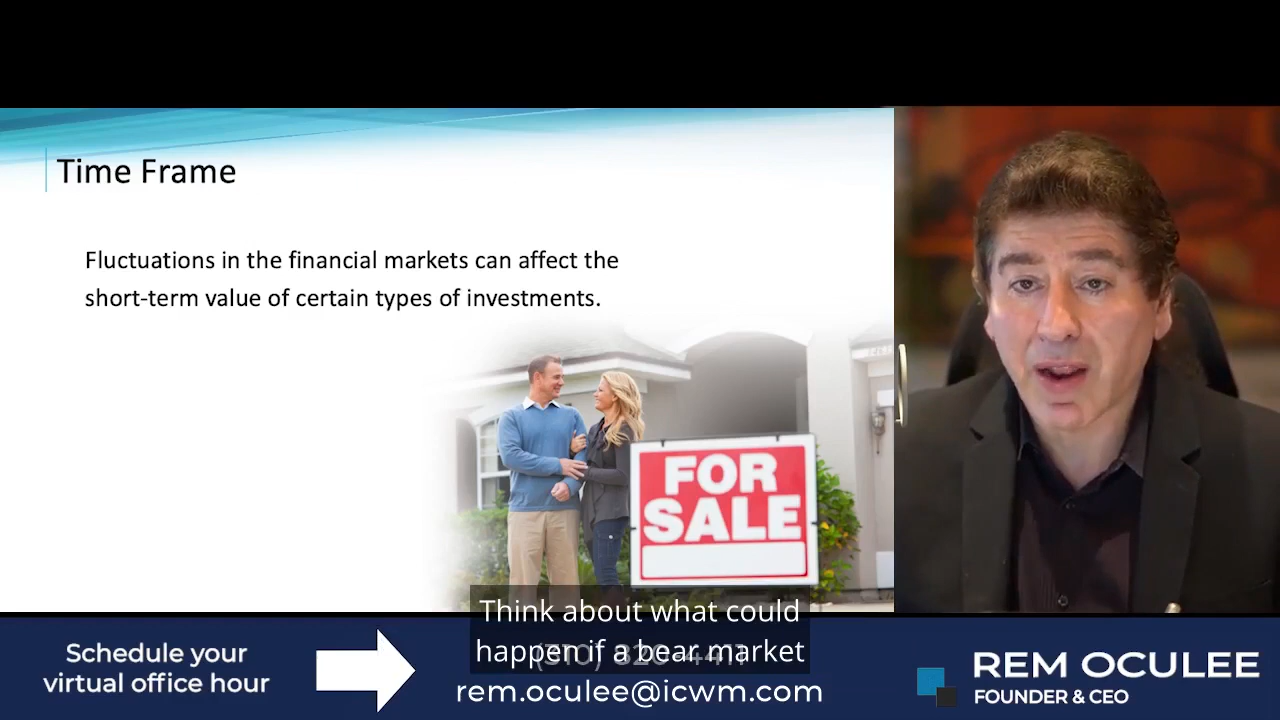 Time Frame
Fluctuations in the financial markets can affect the
short-term value of certain types of investments.
FOR
SALE
Think about what could
happen if a bear market
Schedule your
virtual office hour
(310)
rem.oculee@icwm.com
REM OCULEE
FOUNDER & CEO